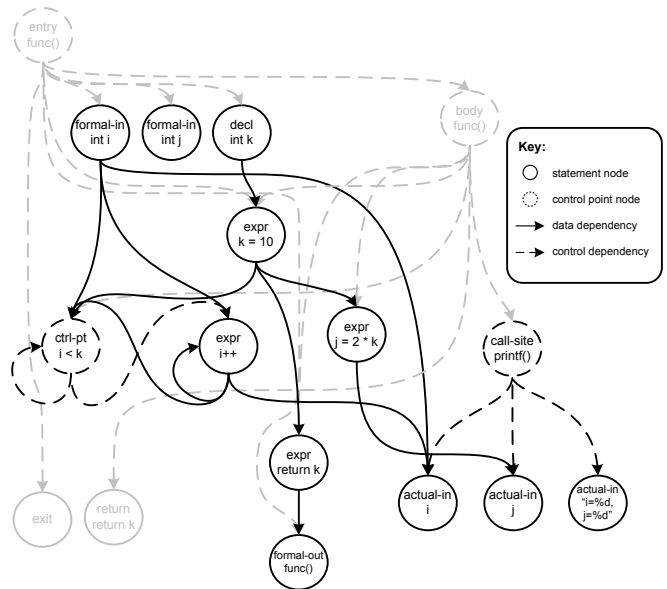 entry
func()
body
func()
formal-in
int i
formal-in
int j
decl
int k
Key:
statement node
control point node
data dependency
control dependency
expr
k = 10
ctrl-pt
i < k
expr
i++
expr
j = 2 * k
call-site
printf()
expr
return k
exit
return
return k
actual-in
i
actual-in
j
actual-in
“i=%d,
j=%d”
formal-out
func()